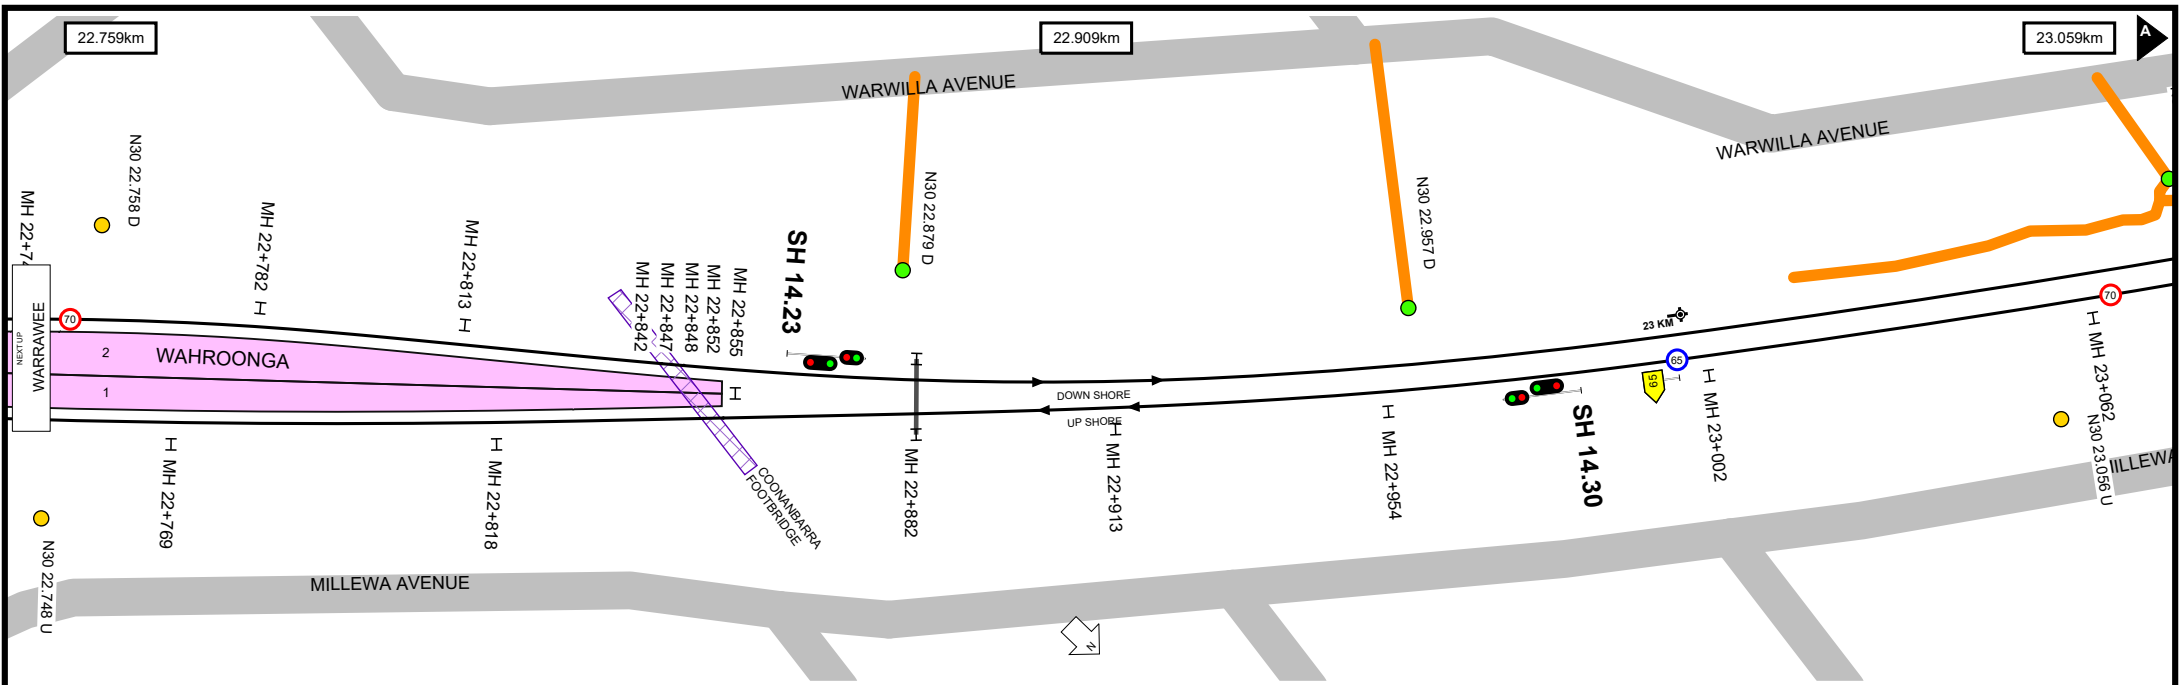 22.759km
22.909km
23.059km
A
WARWILLA AVENUE
WARWILLA AVENUE
N30 22.758 D
MH 22+782
MH 22+813
N30 22.879 D
N30 22.957 D
SH 14.23
MH 22+842
MH 22+847
MH 22+848
MH 22+852
MH 22+855
NEXT UP
WARRAWEE
70
2
WAHROONGA
1
23 KM
65
65
70
DOWN SHORE
UP SHORE
MH 22+769
MH 22+818
COONANBARRA
FOOTBRIDGE
MH 22+882
MH 22+913
MH 22+954
SH 14.30
MH 23+002
MH 23+062
N30 23.056 U
N30 22.748 U
MILLEWA AVENUE
N